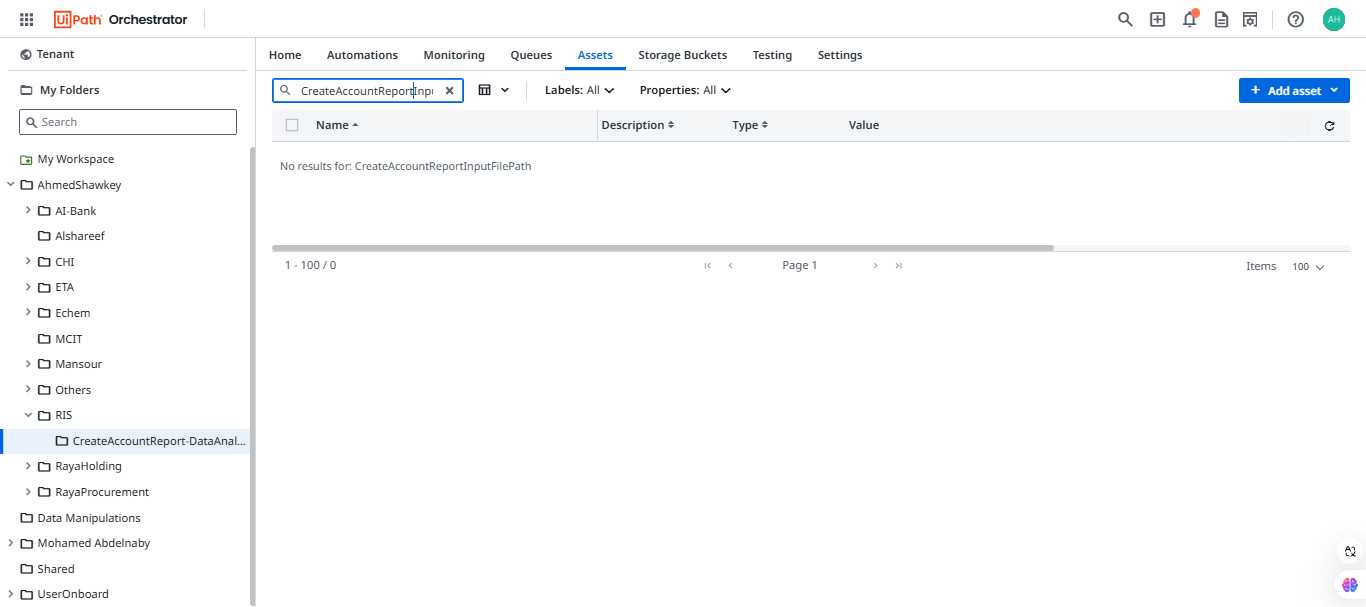 UiPath Orchestrator
AH
Tenant
My Folders
Search
My Workspace
AhmedShawkey
AI-Bank
Alshareef
CHI
ETA
Echem
MCIT
Mansour
Others
RIS
CreateAccountReport-DataAnal...
RayaHolding
RayaProcurement
Data Manipulations
Mohamed Abdelnaby
Shared
UserOnboard
Home Automations Monitoring Queues Assets Storage Buckets Testing Settings
CreateAccountReportInpu Labels: All Properties: All + Add asset
Name Description Type Value
No results for: CreateAccountReportInputFilePath
1 - 100 / 0 Page 1 Items 100